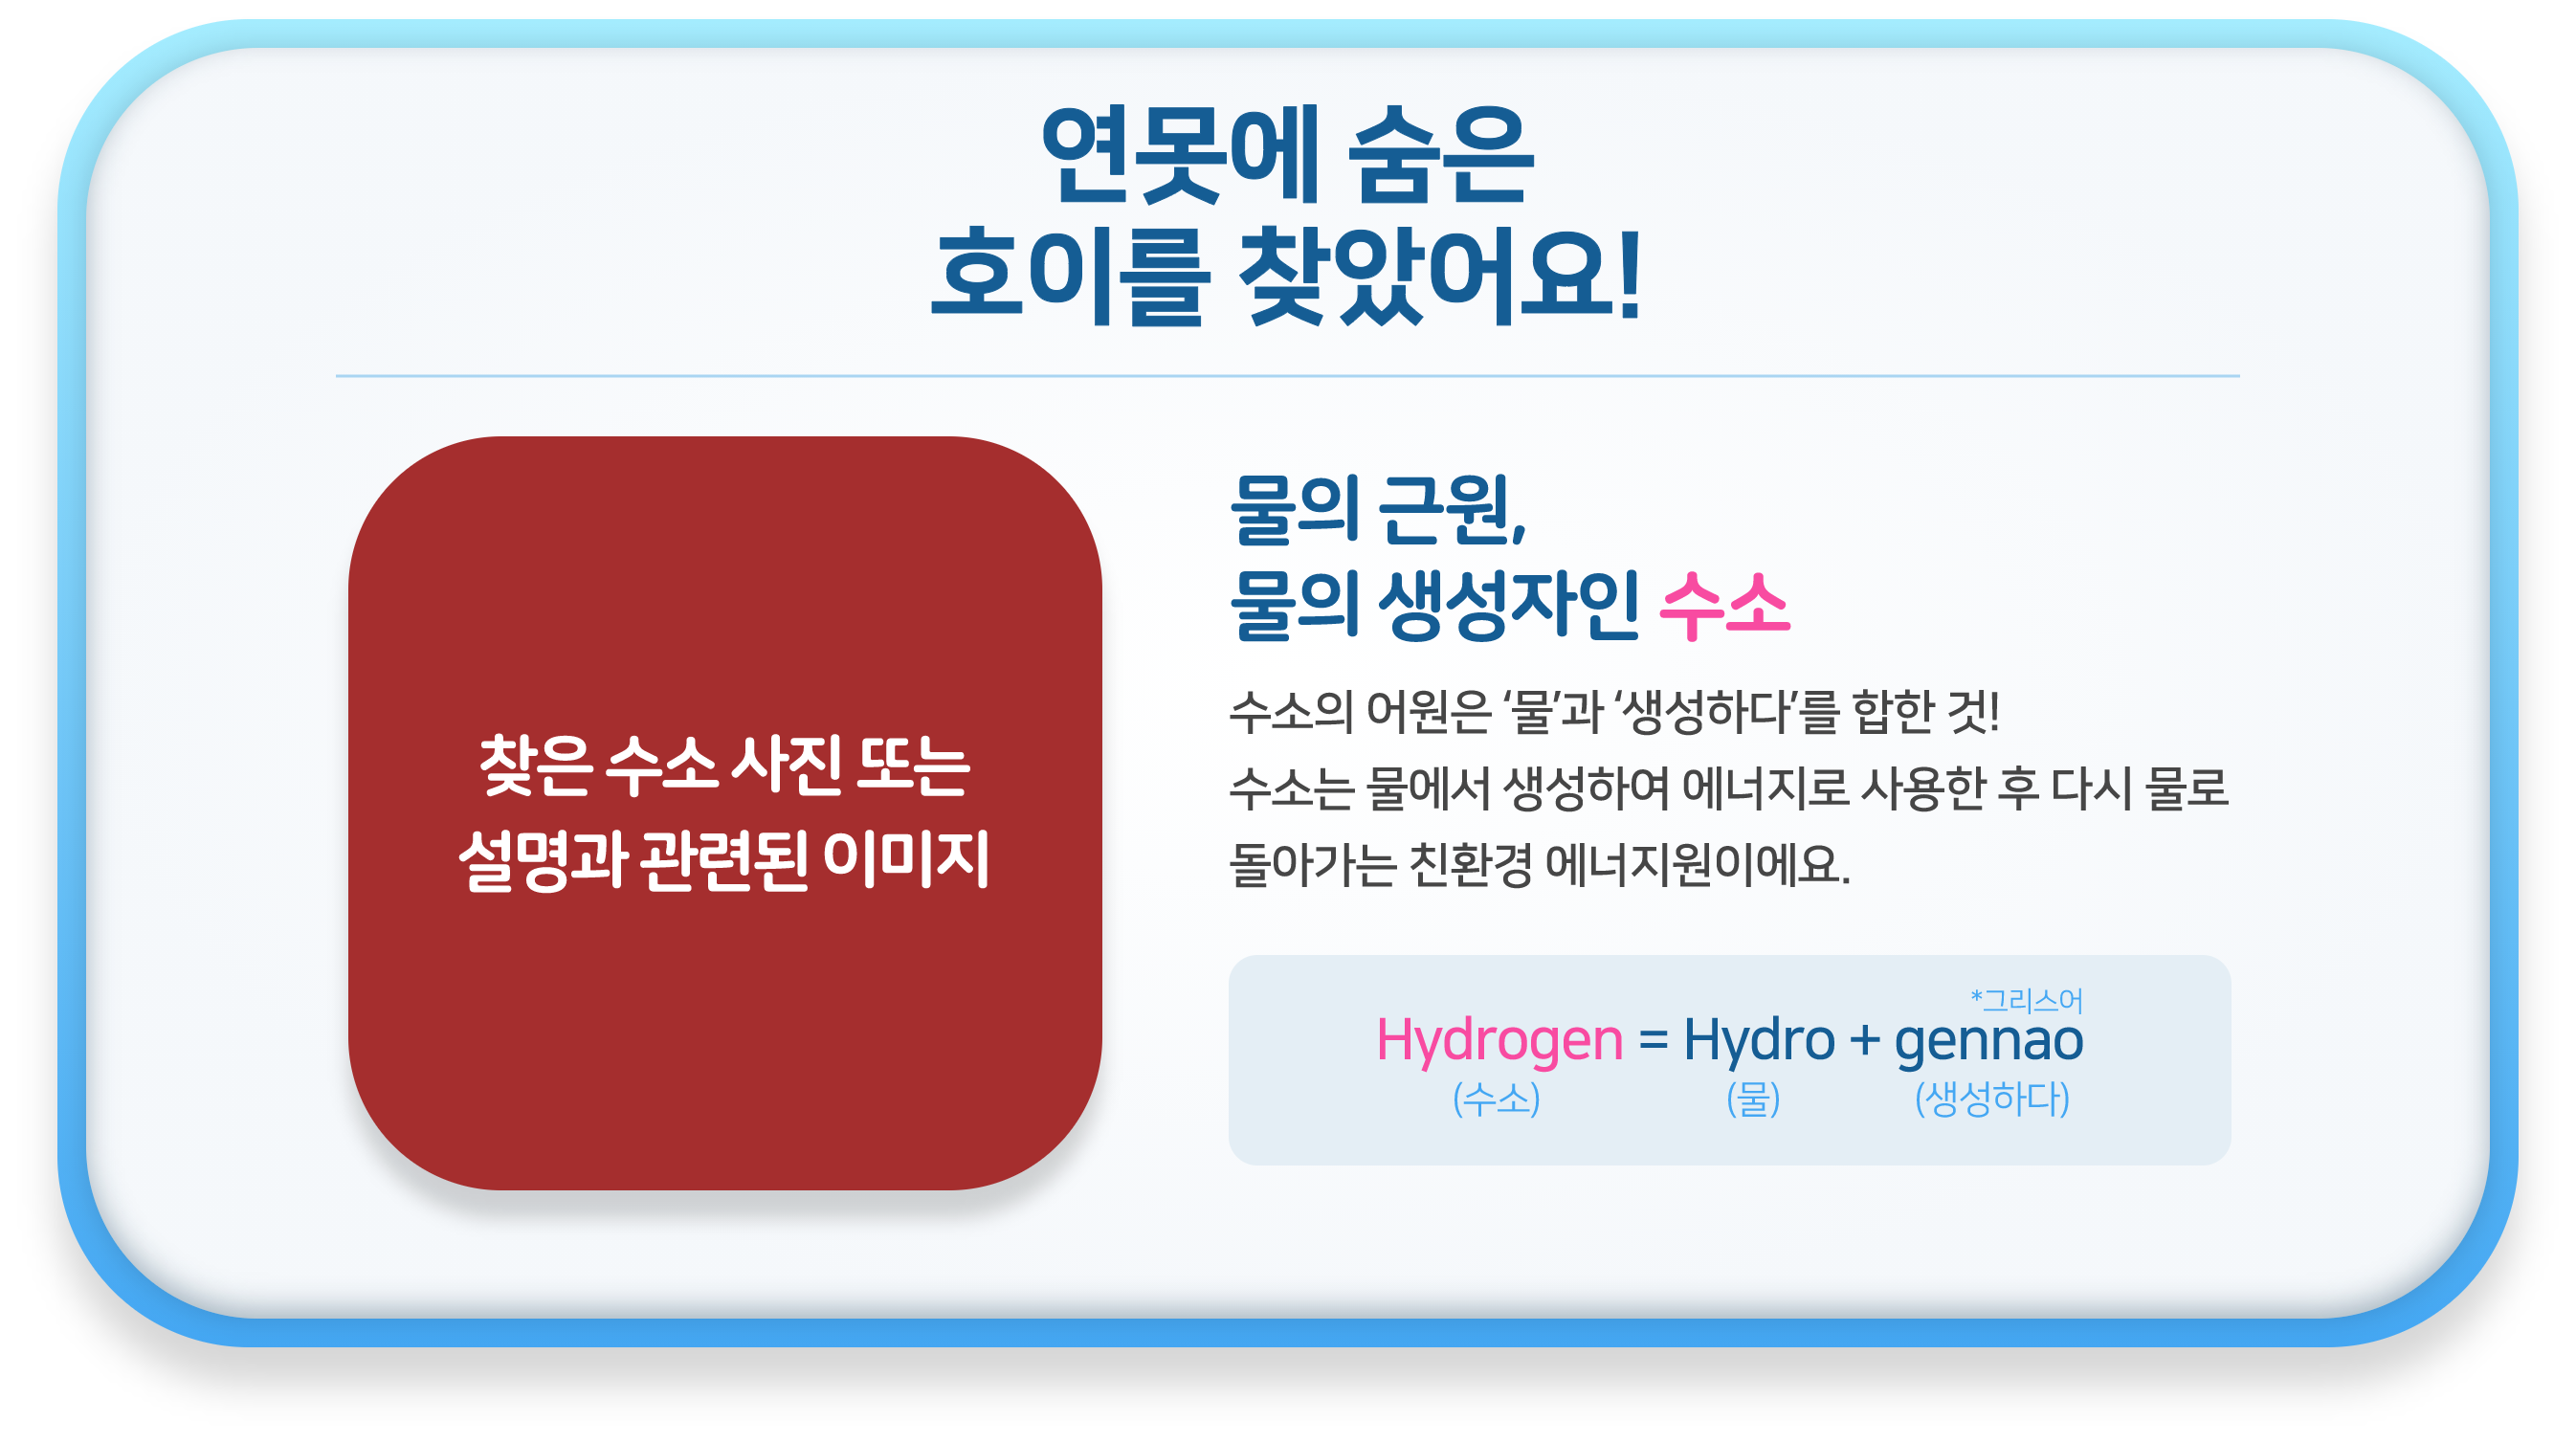 연못에 숨은
호이를 찾았어요!
찾은 수소 사진 또는
설명과 관련된 이미지
물의 근원,
물의 생성자인 수소
수소의 어원은 ‘물’과 ‘생성하다’를 합한 것!
수소는 물에서 생성하여 에너지로 사용한 후 다시 물로
돌아가는 친환경 에너지원이에요.
*그리스어
Hydrogen = Hydro + gennao
(수소) (물) (생성하다)